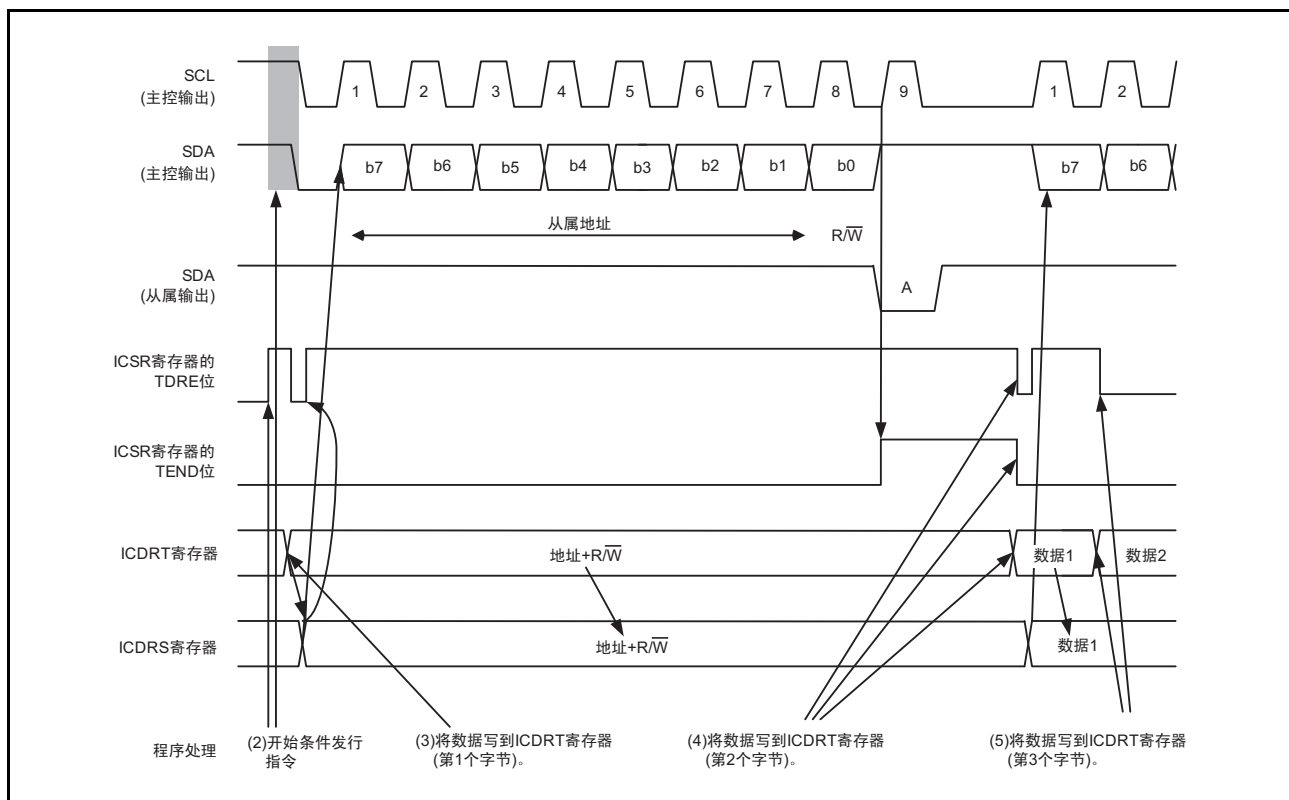 SCL
(主控输出)
1 2 3 4 5 6 7 8 9 1 2
SDA
(主控输出)
b7 b6 b5 b4 b3 b2 b1 b0 b7 b6
从属地址 R/W̅
SDA
(从属输出)
A
ICSR寄存器的
TDRE位
ICSR寄存器的
TEND位
ICDRT寄存器
地址+R/W̅ 数据1 数据2
ICDRS寄存器
地址+R/W̅ 数据1
程序处理
(2)开始条件发行
指令
(3)将数据写到ICDRT寄存器
(第1个字节)。
(4)将数据写到ICDRT寄存器
(第2个字节)。
(5)将数据写到ICDRT寄存器
(第3个字节)。